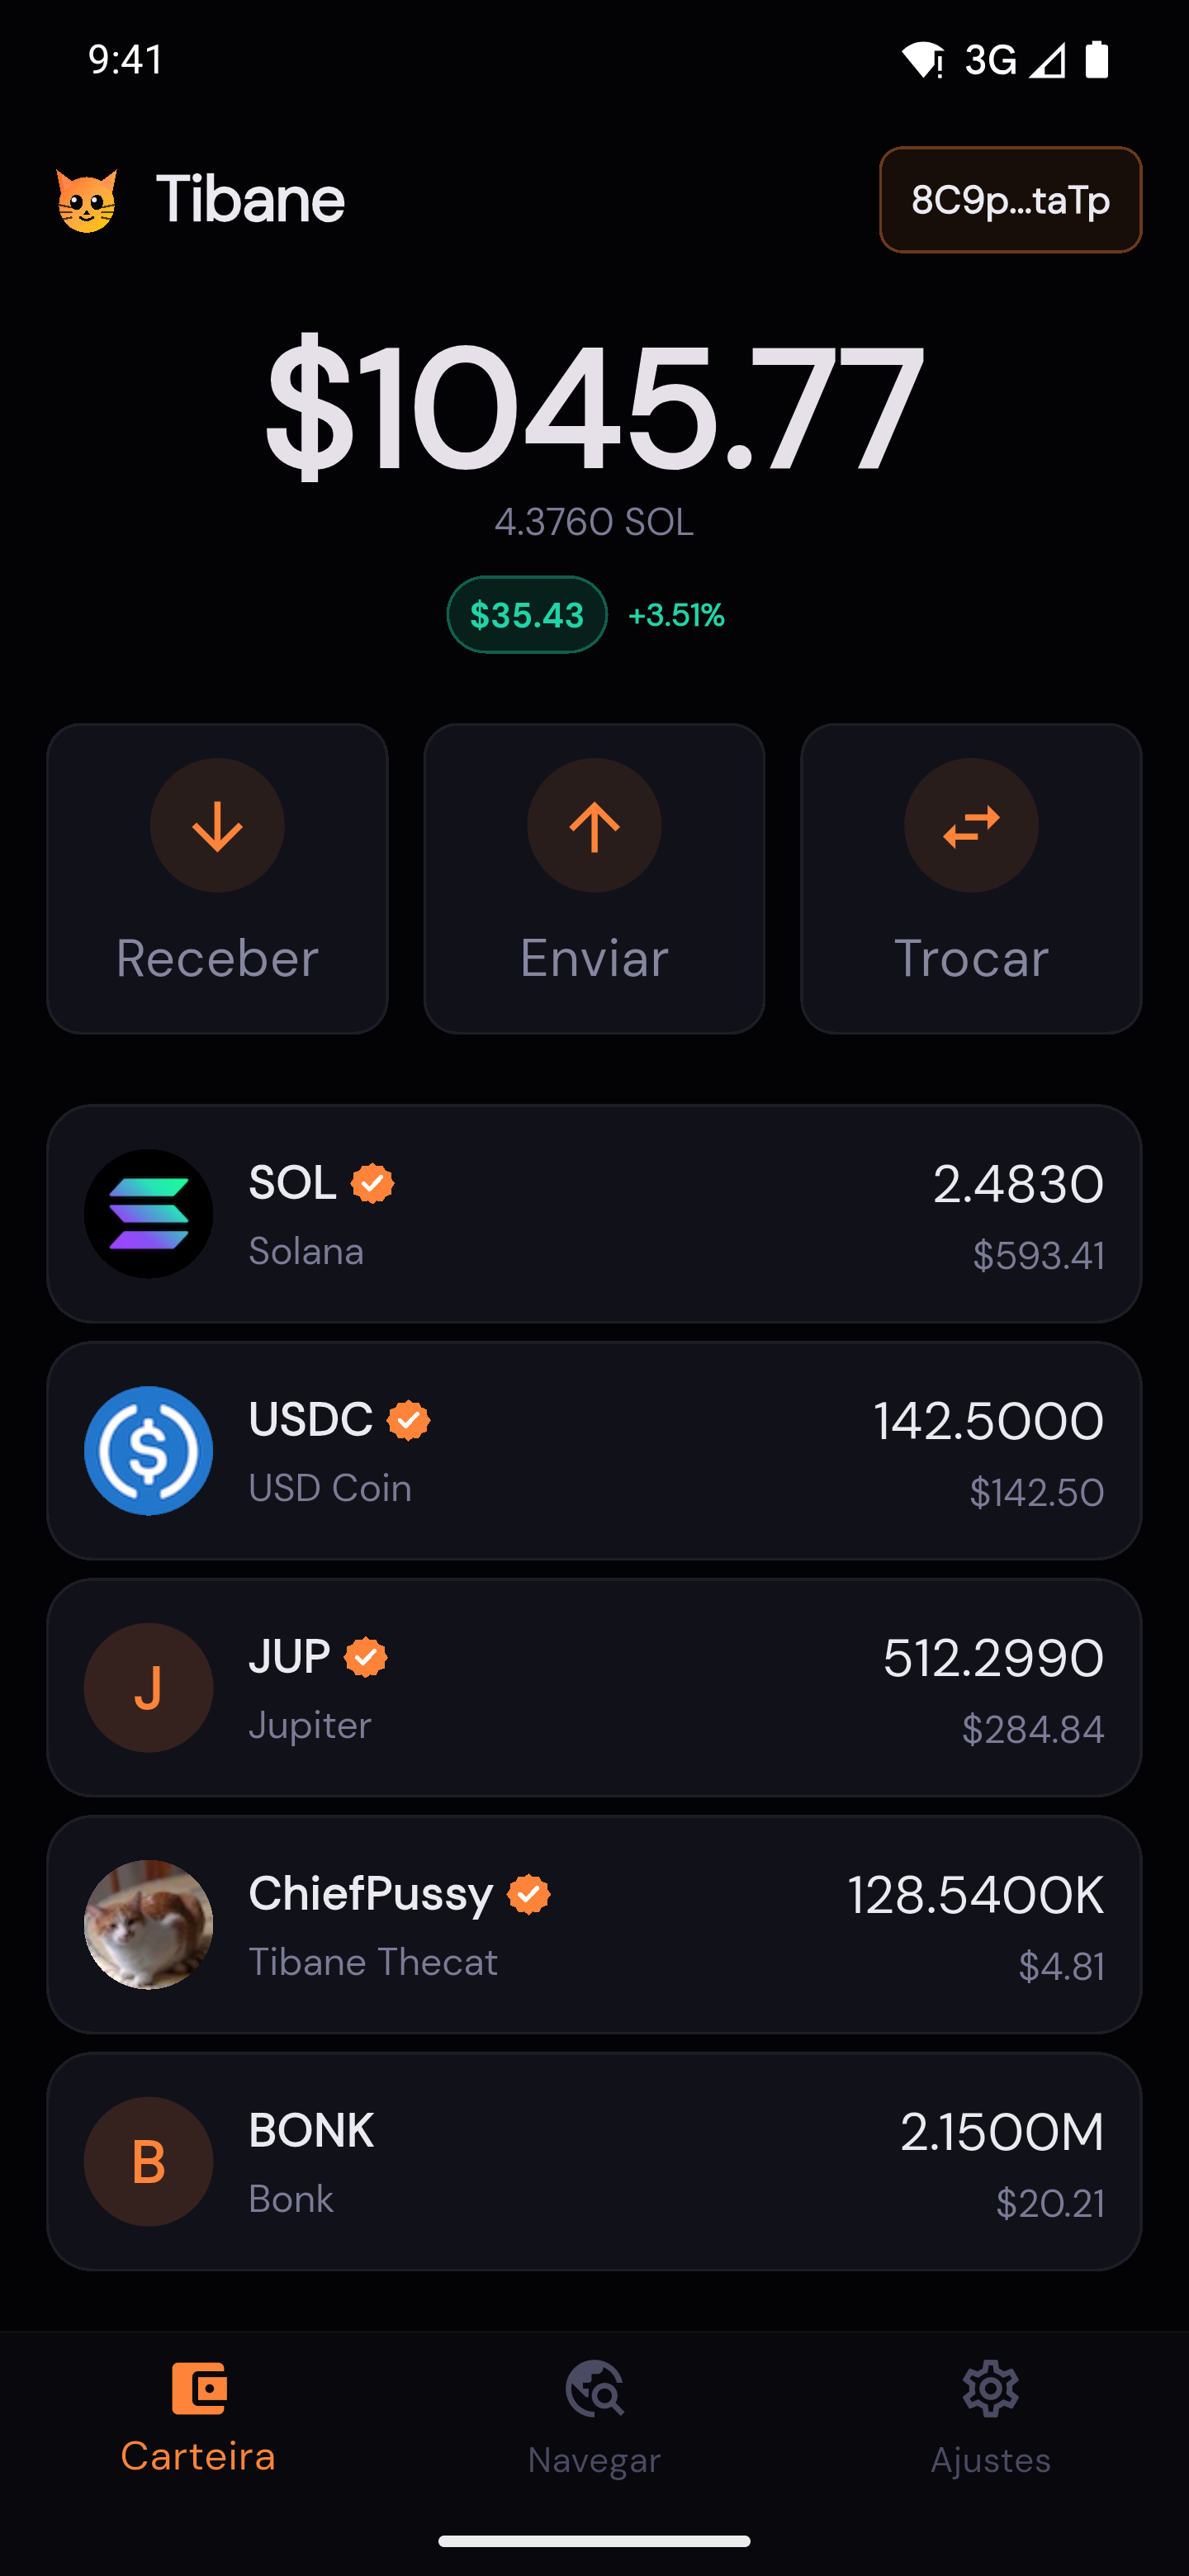 9:41
3G
Tibane
8C9p...taTp
$1045.77
4.3760 SOL
$35.43 +3.51%
Receber
Enviar
Trocar
SOL
2.4830
Solana
$593.41
USDC
142.5000
USD Coin
$142.50
J
JUP
512.2990
Jupiter
$284.84
ChiefPussy
128.5400K
Tibane Thecat
$4.81
B
BONK
2.1500M
Bonk
$20.21
Carteira
Navegar
Ajustes